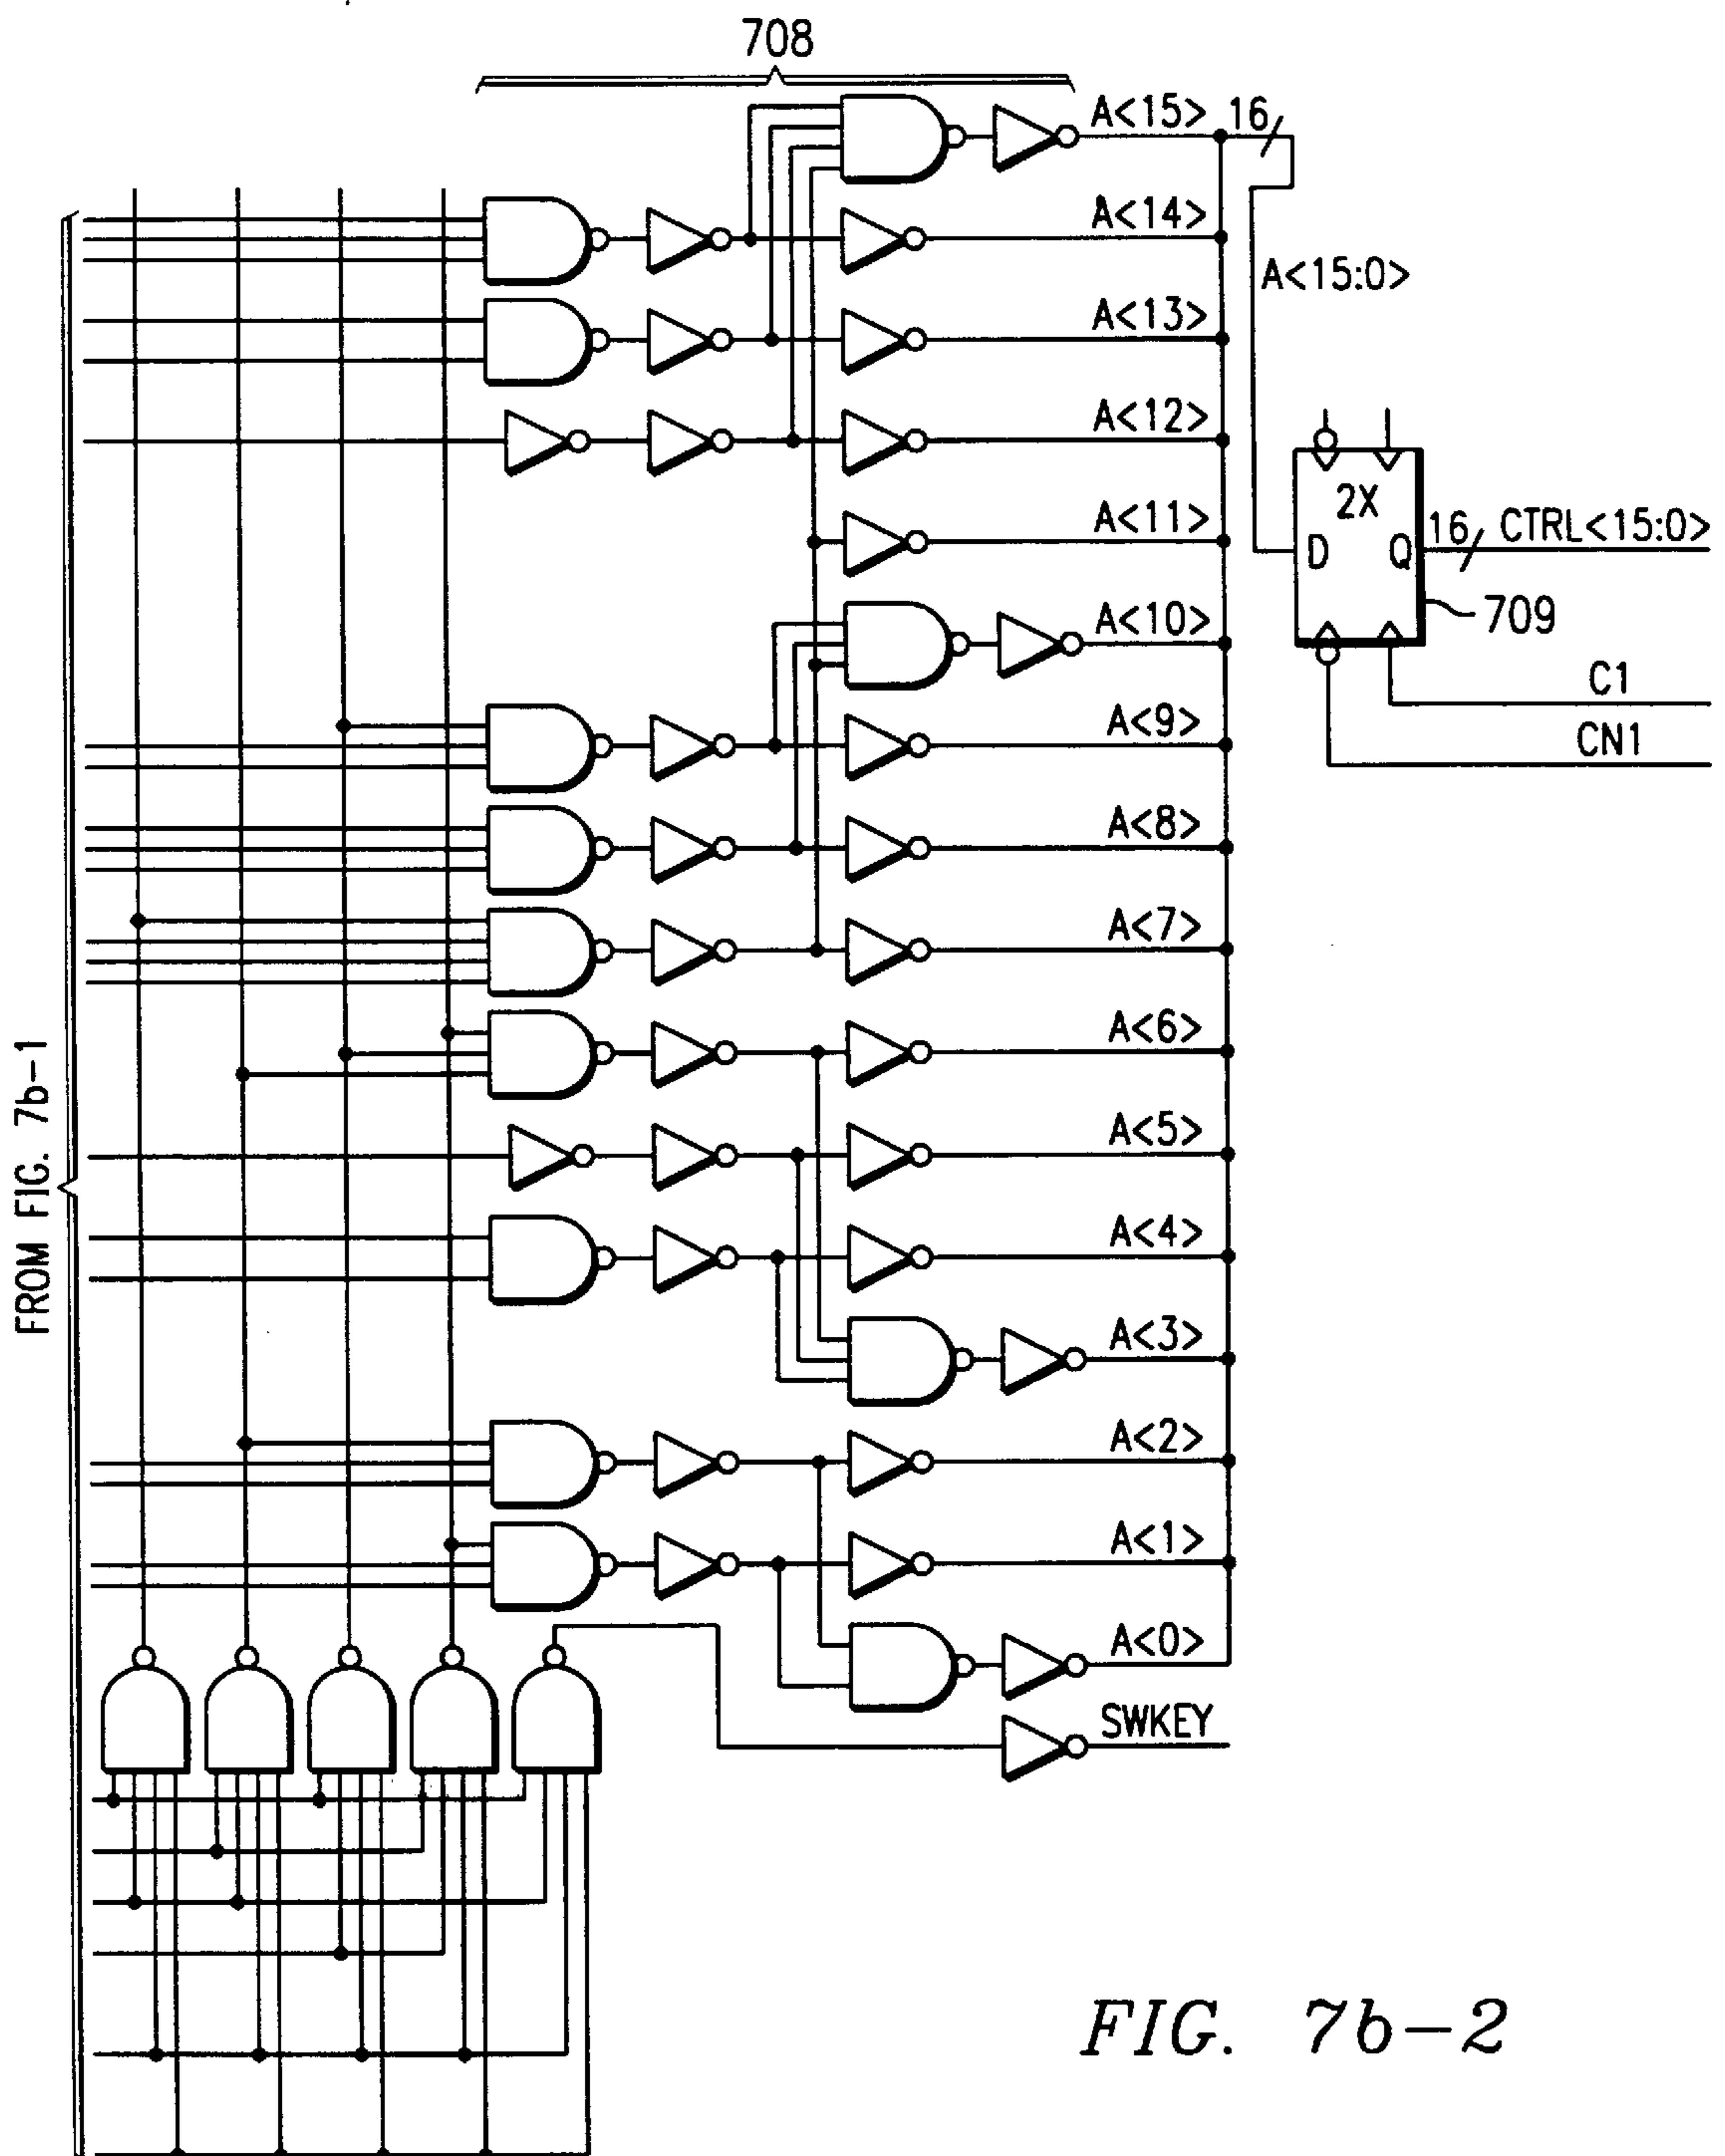 708
A<15>
16
A<14>
A<15:0>
A<13>
A<12>
2X
A<11>
D
Q
16
CTRL<15:0>
709
A<10>
C1
A<9>
CN1
A<8>
A<7>
A<6>
FROM FIG. 7b-1
A<5>
A<4>
A<3>
A<2>
A<1>
A<0>
SWKEY
FIG. 7b-2